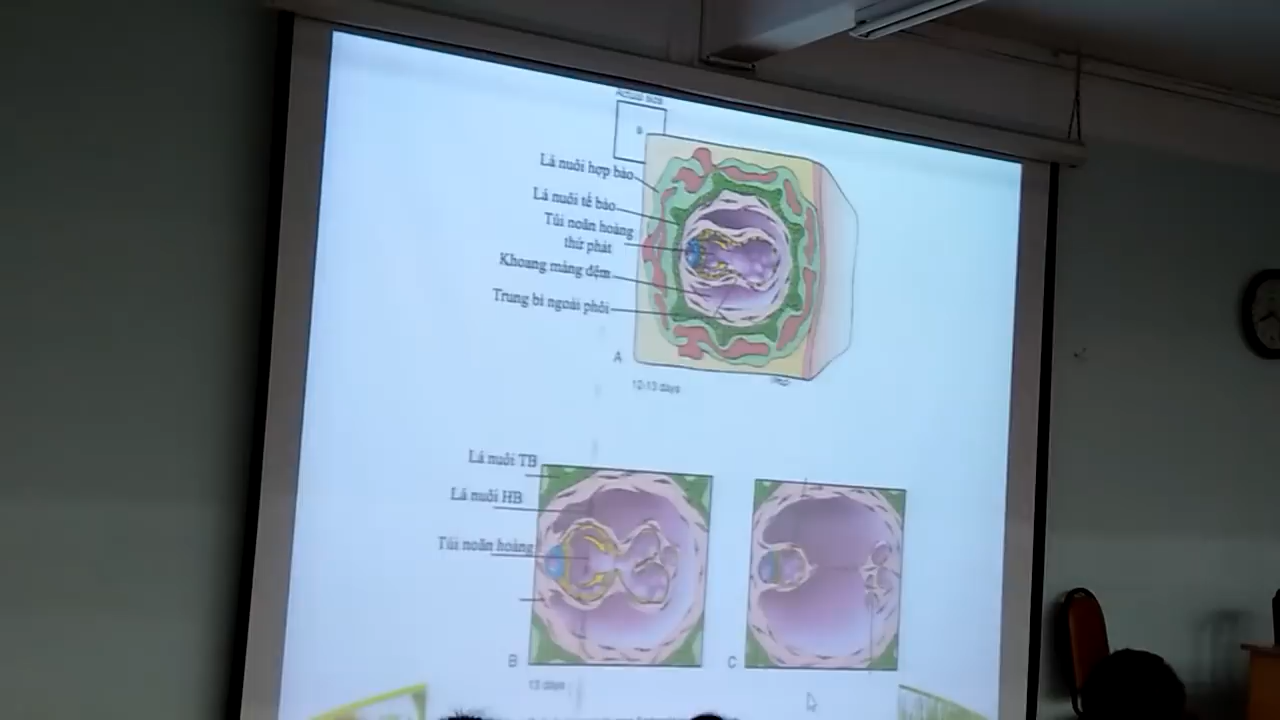 Actual size
Lá nuôi hợp bào
Lá nuôi tế bào
Túi noãn hoàng
thứ phát
Khoang màng đệm
Trung bì ngoài phôi
A
12-13 days
Lá nuôi TB
Lá nuôi HB
Túi noãn hoàng
B
C
13 days